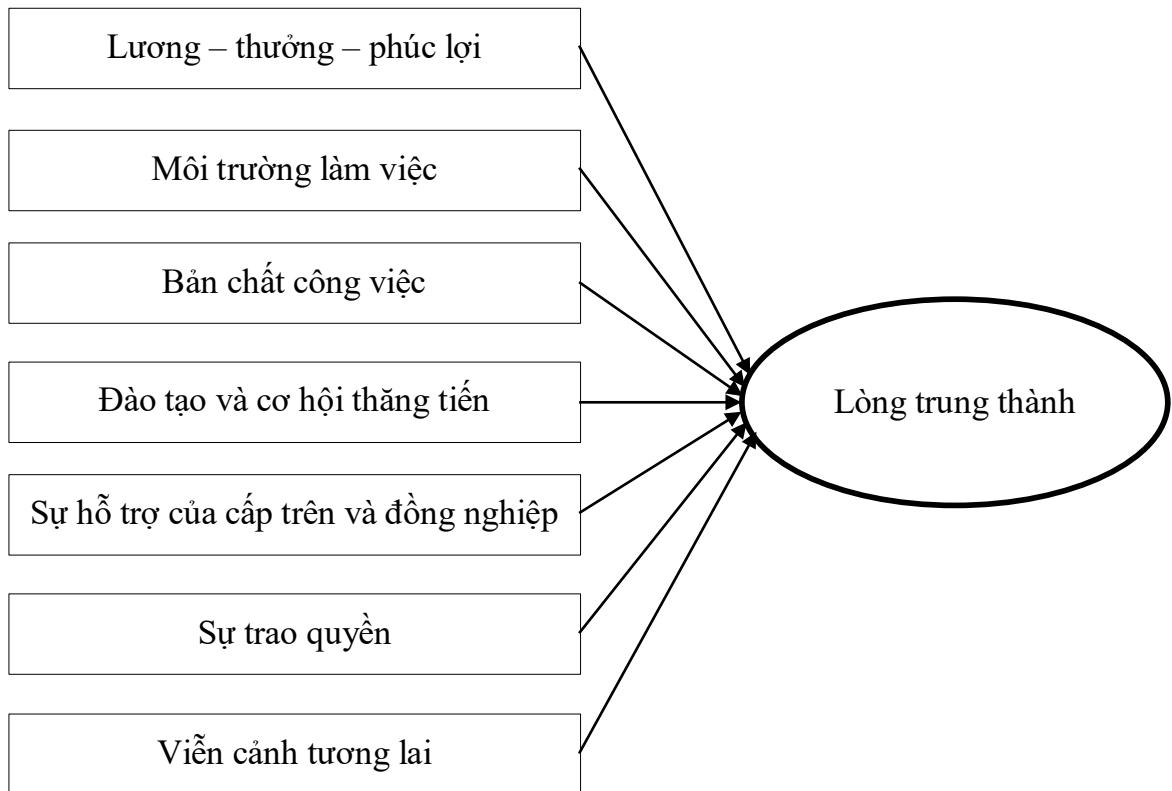 Lương – thưởng – phúc lợi
Môi trường làm việc
Bản chất công việc
Đào tạo và cơ hội thăng tiến
Lòng trung thành
Sự hỗ trợ của cấp trên và đồng nghiệp
Sự trao quyền
Viễn cảnh tương lai